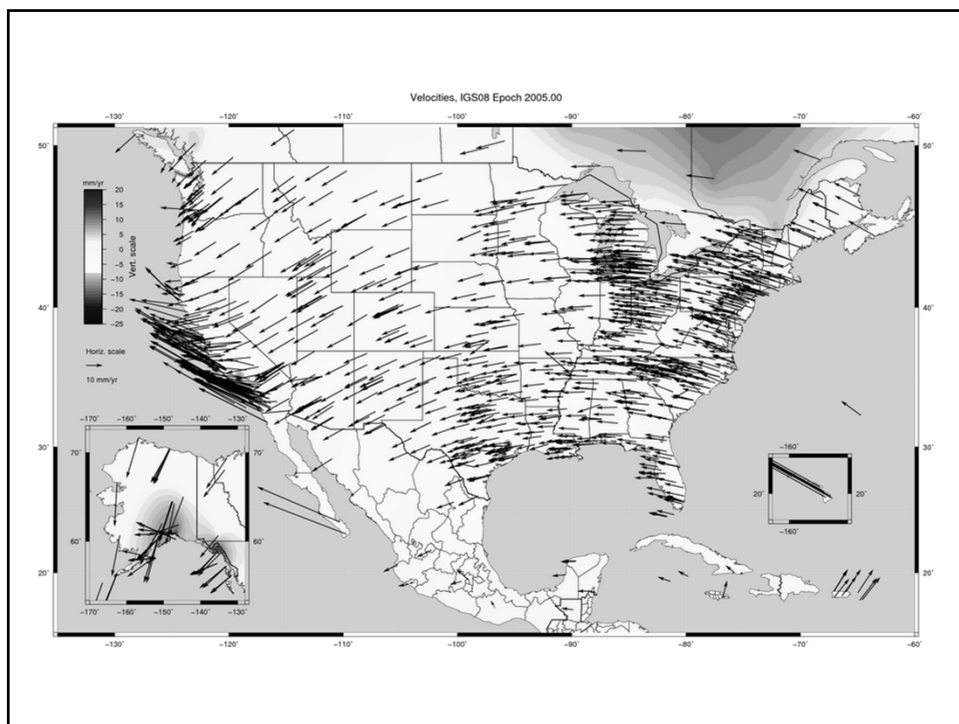 Velocities, IGS08 Epoch 2005.00
−130˚ −120˚ −110˚ −100˚ −90˚ −80˚ −70˚ −60˚
50˚ 50˚
mm/yr
20
15
10
5
0
−5
−10
−15
−20
−25
Vert. scale
40˚ 40˚
Horiz. scale
10 mm/yr
−170˚ −160˚ −150˚ −140˚ −130˚
70˚ 70˚
30˚ 30˚
−160˚
20˚ 20˚
−160˚
60˚ 60˚
20˚ 20˚
−170˚ −160˚ −150˚ −140˚ −130˚
−130˚ −120˚ −110˚ −100˚ −90˚ −80˚ −70˚ −60˚